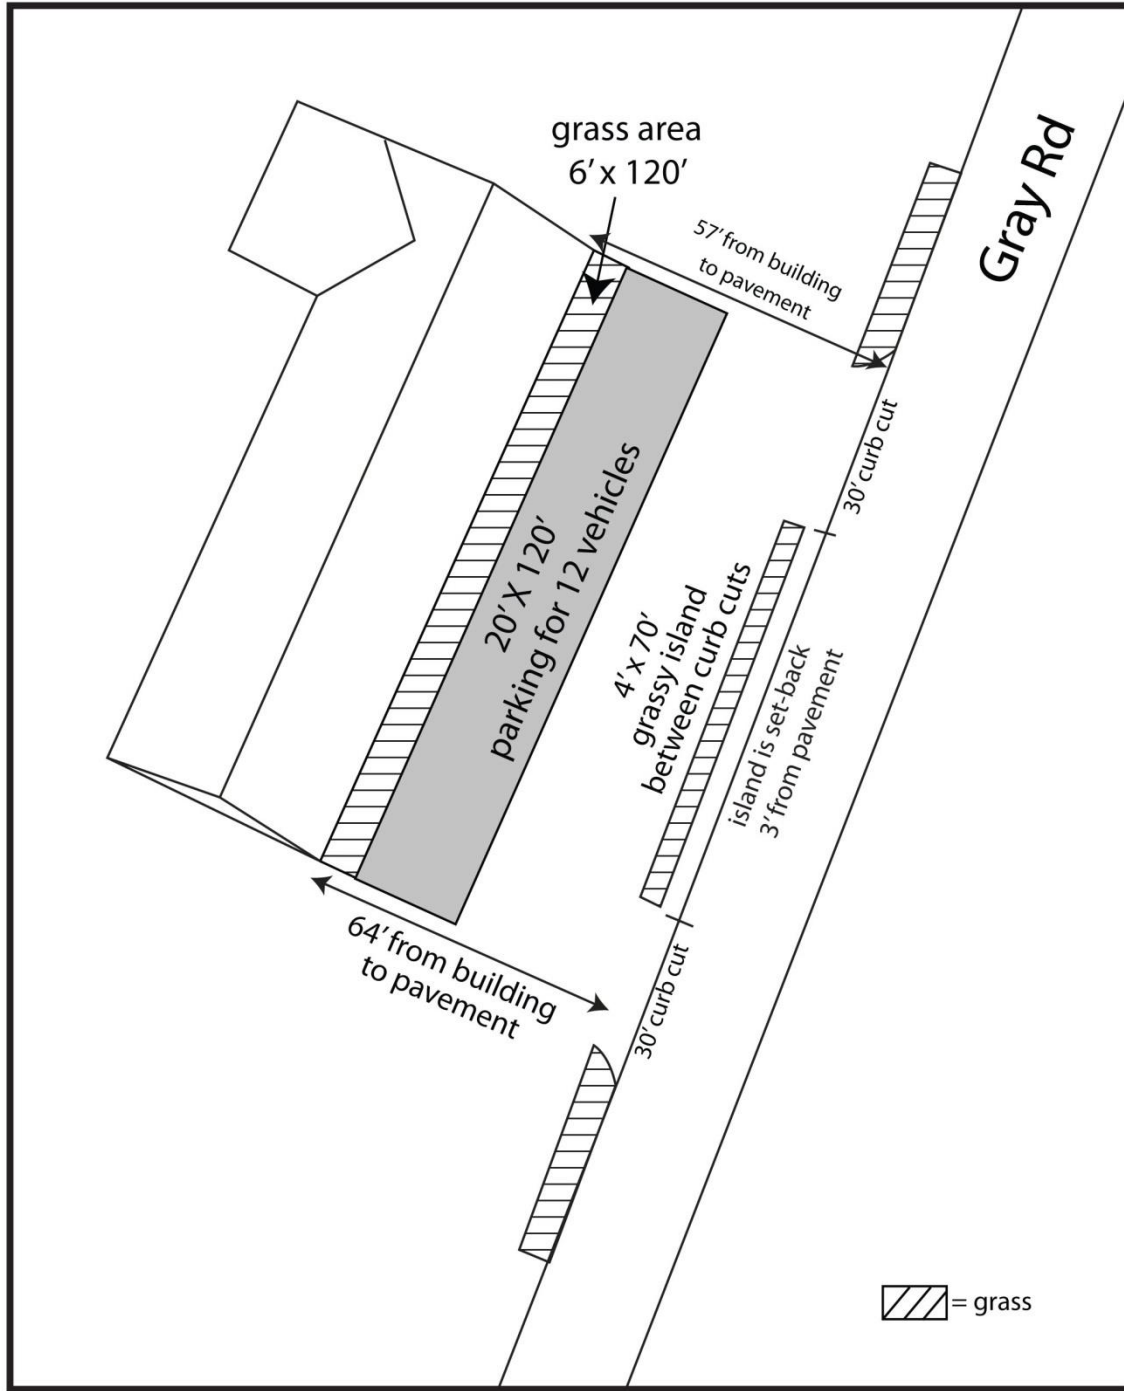 grass area
6’ x 120’
57’ from building
to pavement
Gray Rd
30’ curb cut
20’ X 120’
parking for 12 vehicles
4’ x 70’
grassy island
between curb cuts
island is set-back
3’ from pavement
64’ from building
to pavement
30’ curb cut
= grass